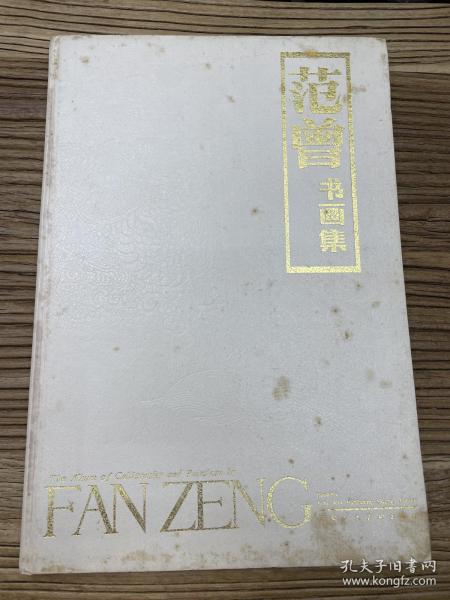 范曾
书画集
The Album of Calligraphy and Paintings by
FAN ZENG
孔夫子旧书网
www.kongfz.com